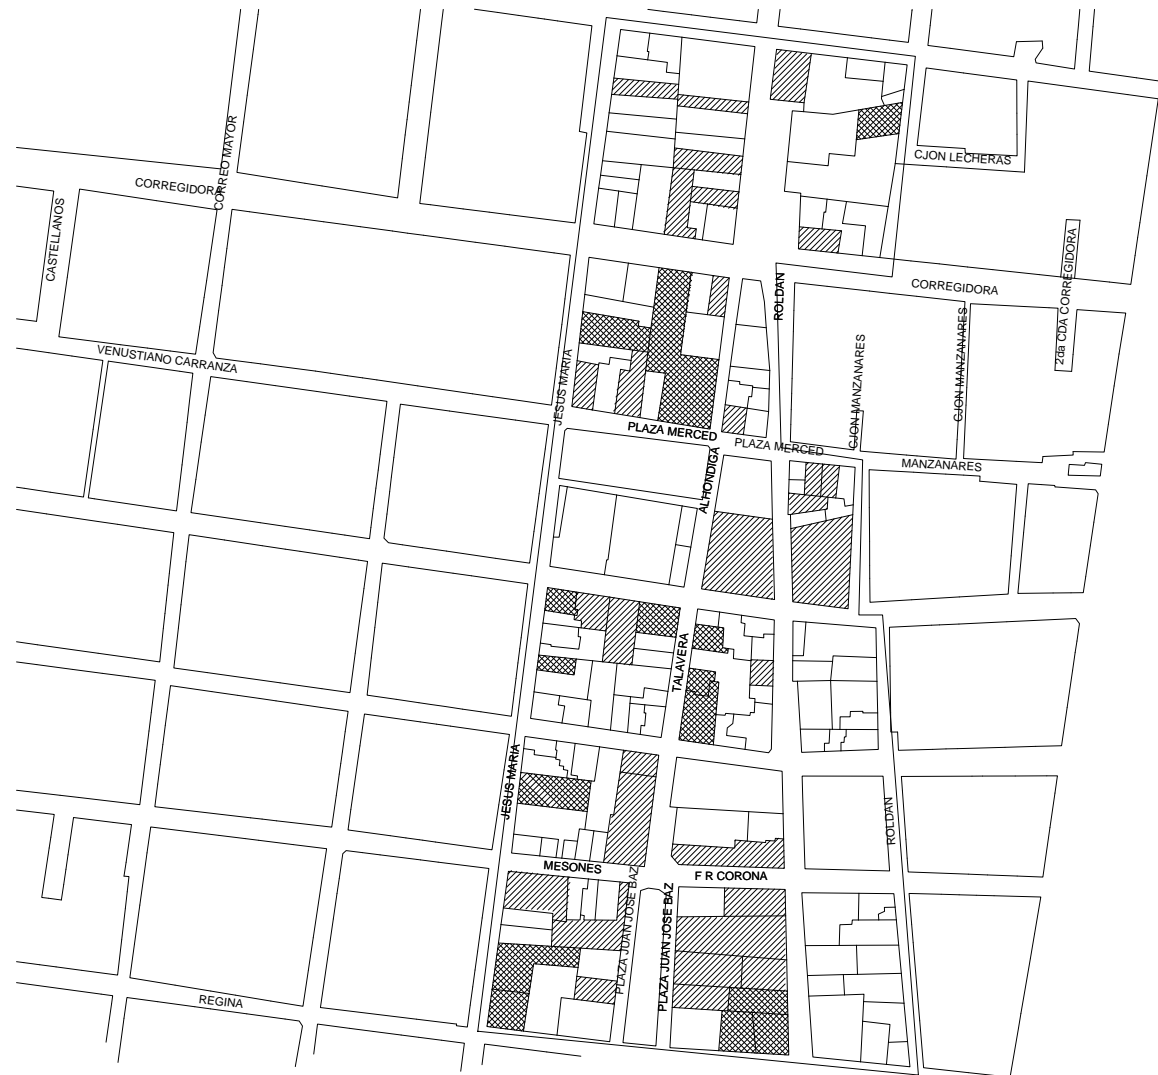 CORREO MAYOR
CJON LECHERAS
CORREGIDORA
CASTELLANOS
2da CDA CORREGIDORA
ROLDAN
CORREGIDORA
CJON MANZANARES
CJON MANZANARES
VENUSTIANO CARRANZA
JESUS MARIA
PLAZA MERCED
PLAZA MERCED
MANZANARES
ALHONDIGA
TALAVERA
JESUS MARIA
ROLDAN
MESONES
F R CORONA
PLAZA JUAN JOSE BAZ
PLAZA JUAN JOSE BAZ
REGINA